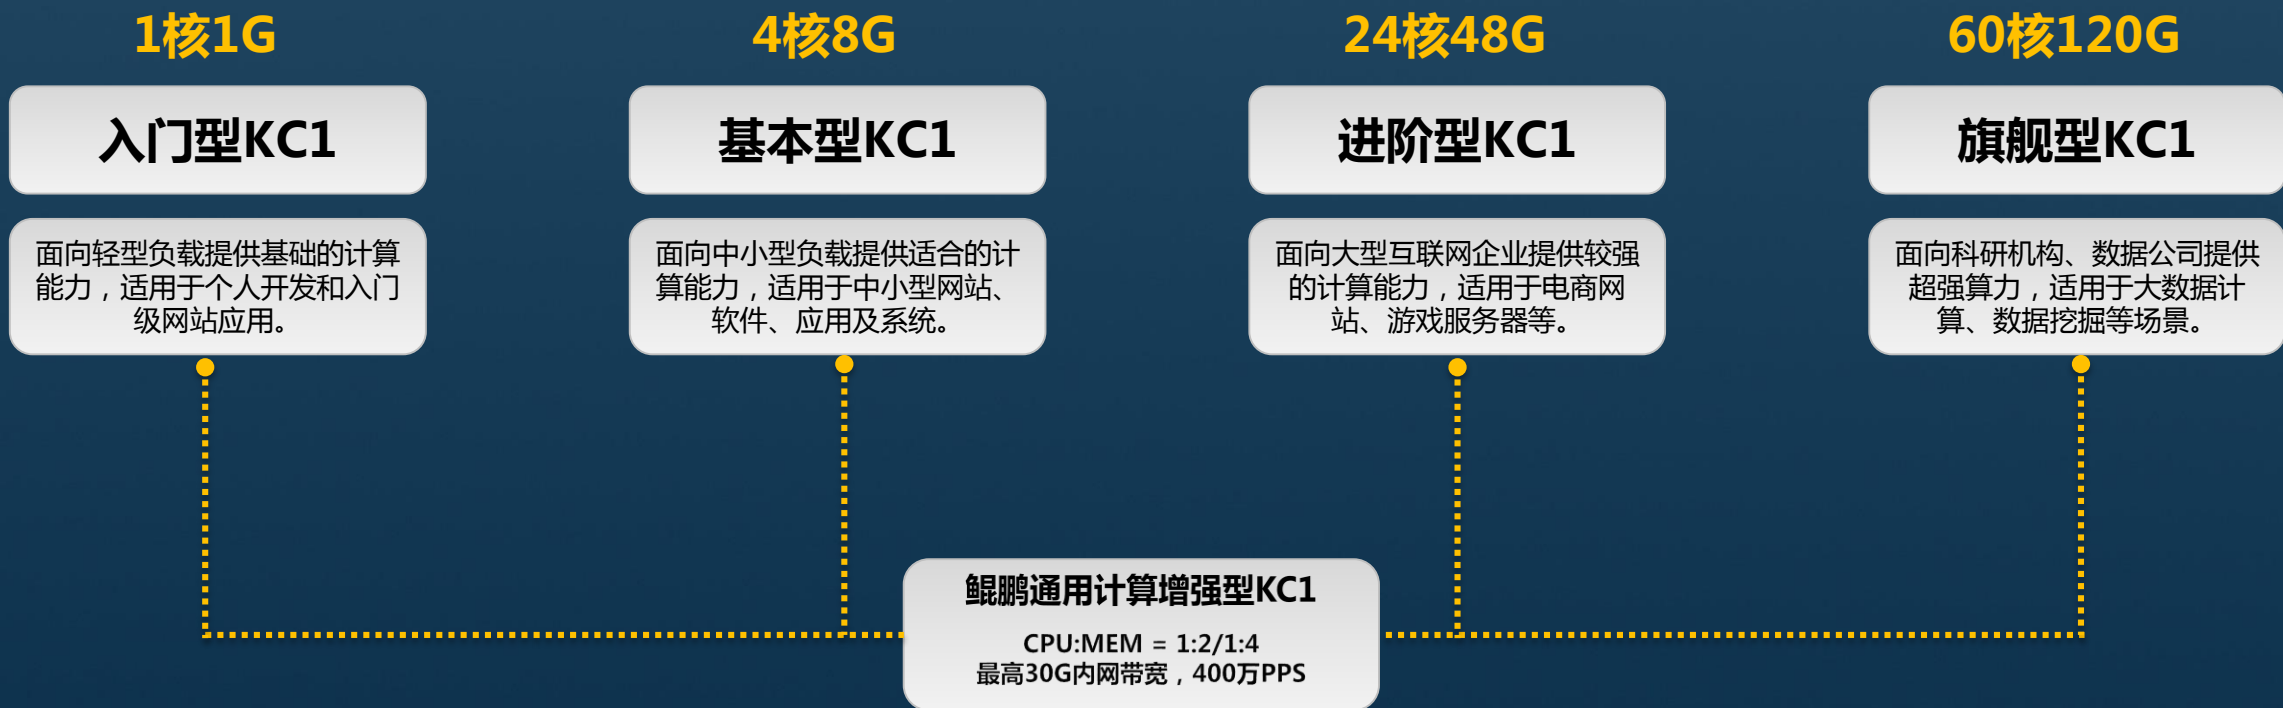 1核1G
4核8G
24核48G
60核120G
入门型KC1
基本型KC1
进阶型KC1
旗舰型KC1
面向轻型负载提供基础的计算
能力，适用于个人开发和入门
级网站应用。
面向中小型负载提供适合的计
算能力，适用于中小型网站、
软件、应用及系统。
面向大型互联网企业提供较强
的计算能力，适用于电商网
站、游戏服务器等。
面向科研机构、数据公司提供
超强算力，适用于大数据计
算、数据挖掘等场景。
鲲鹏通用计算增强型KC1
CPU:MEM = 1:2/1:4
最高30G内网带宽，400万PPS